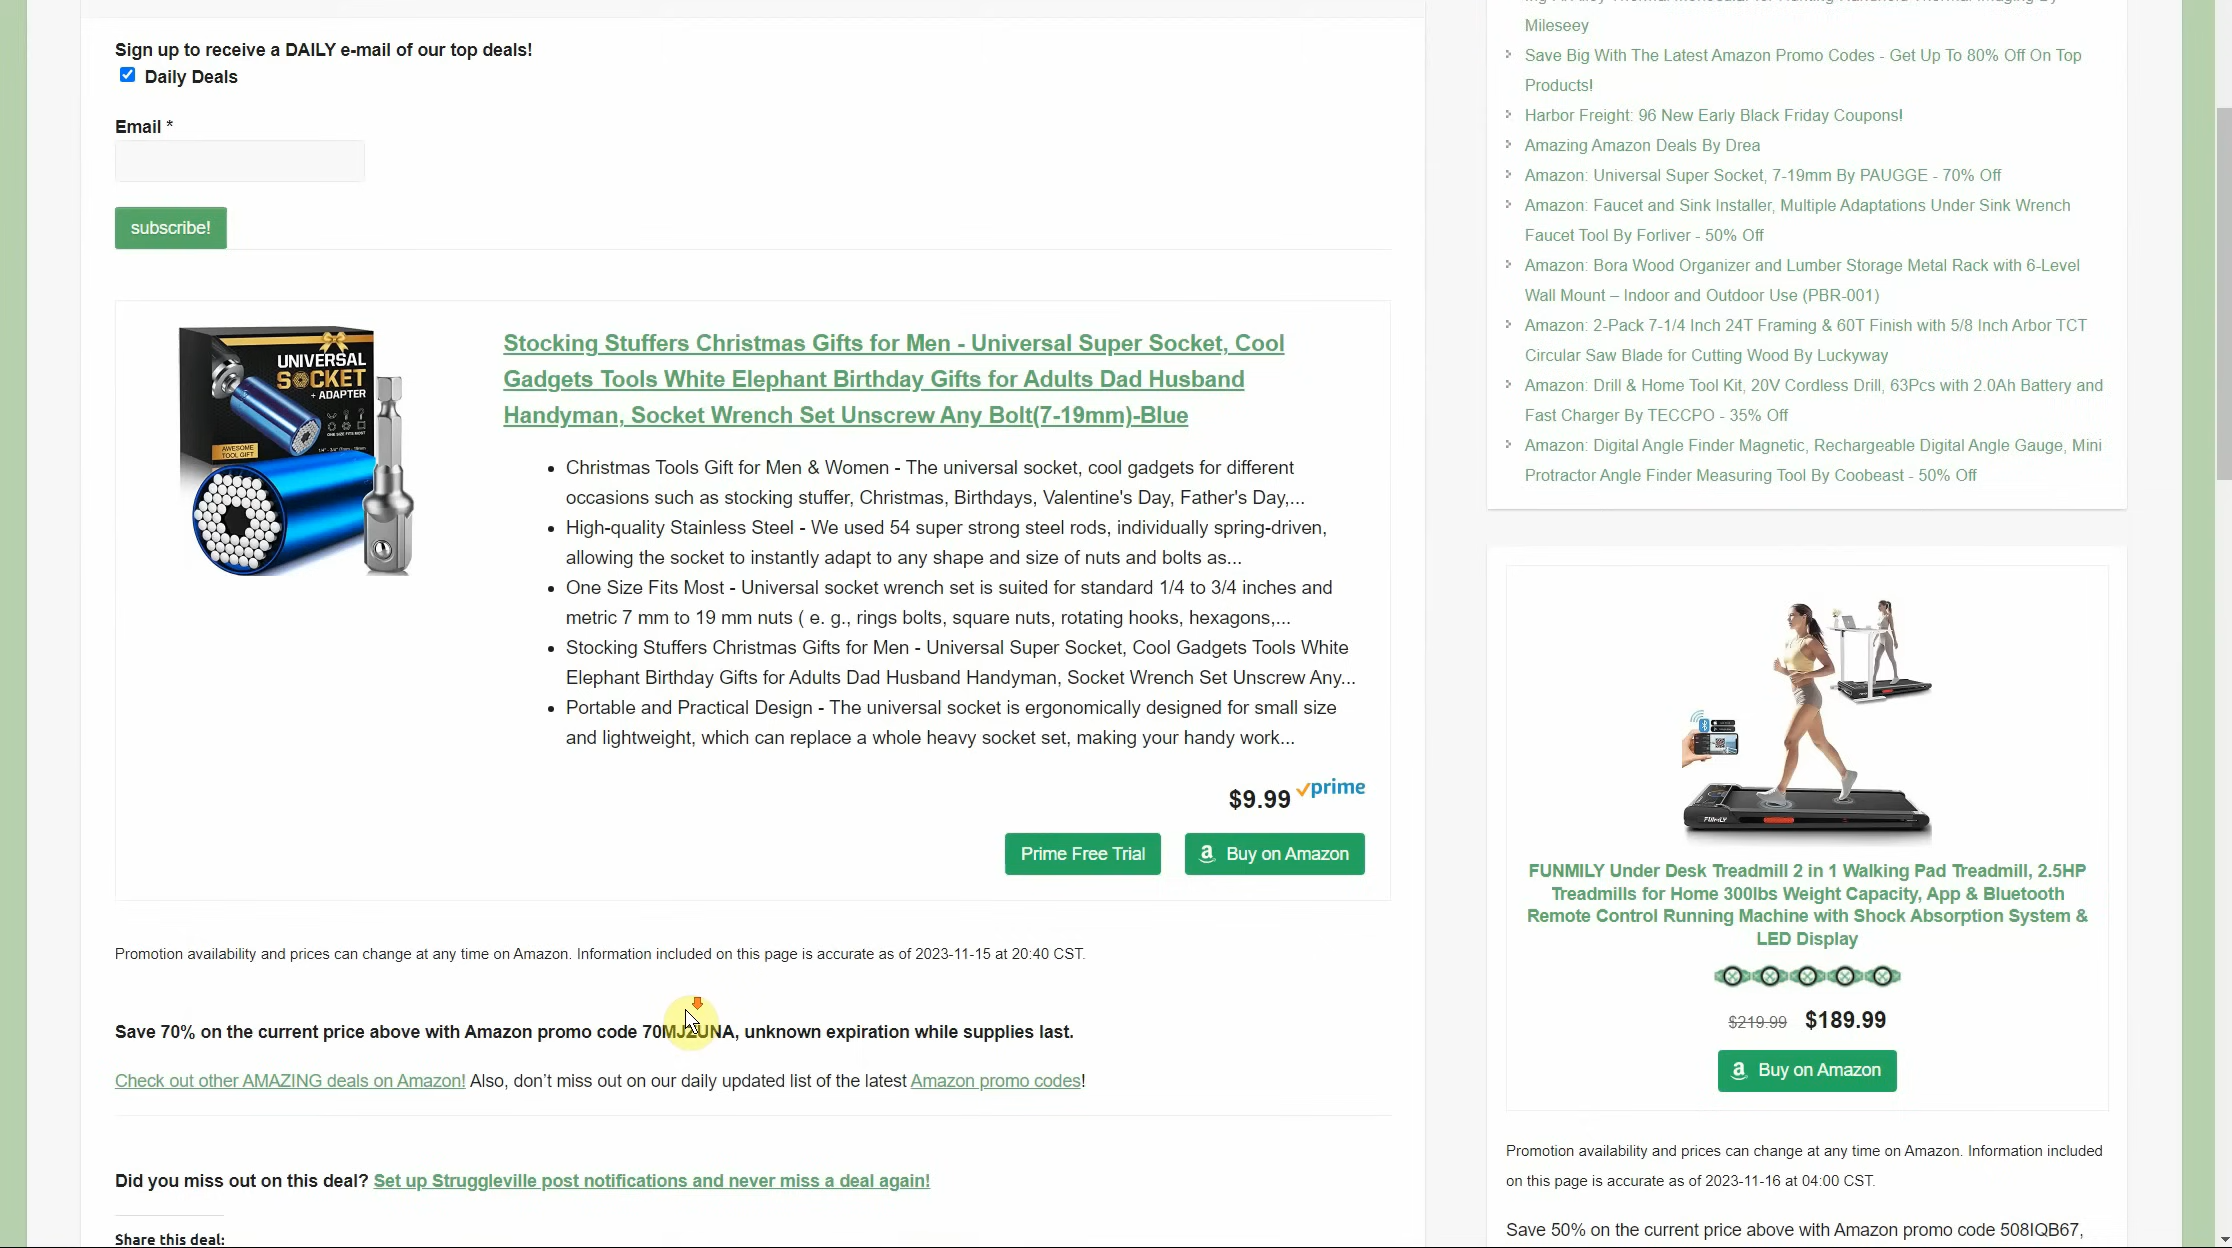 Sign up to receive a DAILY e-mail of our top deals!
Daily Deals
Email *
subscribe!
UNIVERSAL
SOCKET
+ ADAPTER
AWESOME
TOOL GIFT
Stocking Stuffers Christmas Gifts for Men - Universal Super Socket, Cool
Gadgets Tools White Elephant Birthday Gifts for Adults Dad Husband
Handyman, Socket Wrench Set Unscrew Any Bolt(7-19mm)-Blue
Christmas Tools Gift for Men & Women - The universal socket, cool gadgets for different
occasions such as stocking stuffer, Christmas, Birthdays, Valentine's Day, Father's Day,...
High-quality Stainless Steel - We used 54 super strong steel rods, individually spring-driven,
allowing the socket to instantly adapt to any shape and size of nuts and bolts as...
One Size Fits Most - Universal socket wrench set is suited for standard 1/4 to 3/4 inches and
metric 7 mm to 19 mm nuts ( e. g., rings bolts, square nuts, rotating hooks, hexagons,...
Stocking Stuffers Christmas Gifts for Men - Universal Super Socket, Cool Gadgets Tools White
Elephant Birthday Gifts for Adults Dad Husband Handyman, Socket Wrench Set Unscrew Any...
Portable and Practical Design - The universal socket is ergonomically designed for small size
and lightweight, which can replace a whole heavy socket set, making your handy work...
$9.99 prime
Prime Free Trial
Buy on Amazon
Promotion availability and prices can change at any time on Amazon. Information included on this page is accurate as of 2023-11-15 at 20:40 CST.
Save 70% on the current price above with Amazon promo code 70MJZUNA, unknown expiration while supplies last.
Check out other AMAZING deals on Amazon! Also, don't miss out on our daily updated list of the latest Amazon promo codes!
Did you miss out on this deal? Set up Struggleville post notifications and never miss a deal again!
Share this deal:
Mileseey
Save Big With The Latest Amazon Promo Codes - Get Up To 80% Off On Top
Products!
Harbor Freight: 96 New Early Black Friday Coupons!
Amazing Amazon Deals By Drea
Amazon: Universal Super Socket, 7-19mm By PAUGGE - 70% Off
Amazon: Faucet and Sink Installer, Multiple Adaptations Under Sink Wrench
Faucet Tool By Forliver - 50% Off
Amazon: Bora Wood Organizer and Lumber Storage Metal Rack with 6-Level
Wall Mount – Indoor and Outdoor Use (PBR-001)
Amazon: 2-Pack 7-1/4 Inch 24T Framing & 60T Finish with 5/8 Inch Arbor TCT
Circular Saw Blade for Cutting Wood By Luckyway
Amazon: Drill & Home Tool Kit, 20V Cordless Drill, 63Pcs with 2.0Ah Battery and
Fast Charger By TECCPO - 35% Off
Amazon: Digital Angle Finder Magnetic, Rechargeable Digital Angle Gauge, Mini
Protractor Angle Finder Measuring Tool By Coobeast - 50% Off
FUNMILY
FUNMILY Under Desk Treadmill 2 in 1 Walking Pad Treadmill, 2.5HP
Treadmills for Home 300lbs Weight Capacity, App & Bluetooth
Remote Control Running Machine with Shock Absorption System &
LED Display
$219.99 $189.99
Buy on Amazon
Promotion availability and prices can change at any time on Amazon. Information included
on this page is accurate as of 2023-11-16 at 04:00 CST.
Save 50% on the current price above with Amazon promo code 508IQB67,